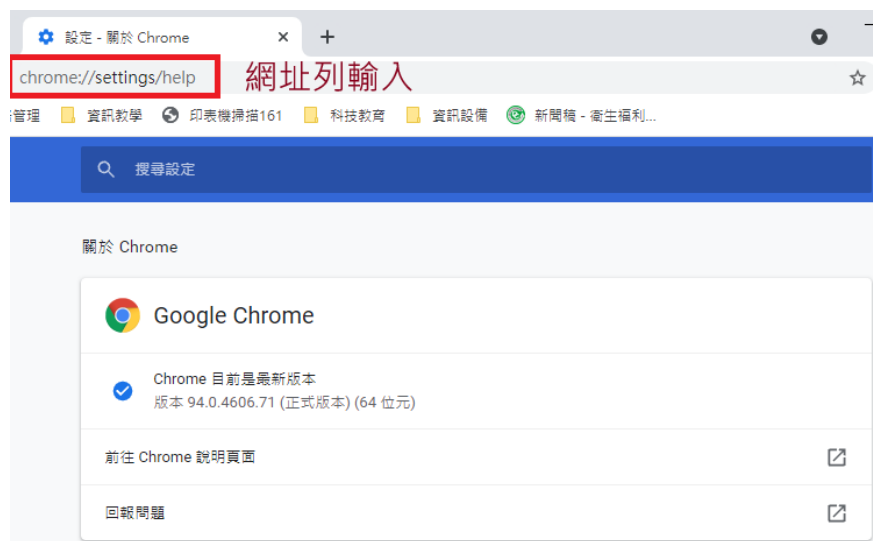 設定 - 關於 Chrome
chrome://settings/help 網址列輸入
管理 資訊教學 印表機掃描161 科技教育 資訊設備 新聞稿 - 衛生福利...
搜尋設定
關於 Chrome
Google Chrome
Chrome 目前是最新版本
版本 94.0.4606.71 (正式版本) (64 位元)
前往 Chrome 說明頁面
回報問題